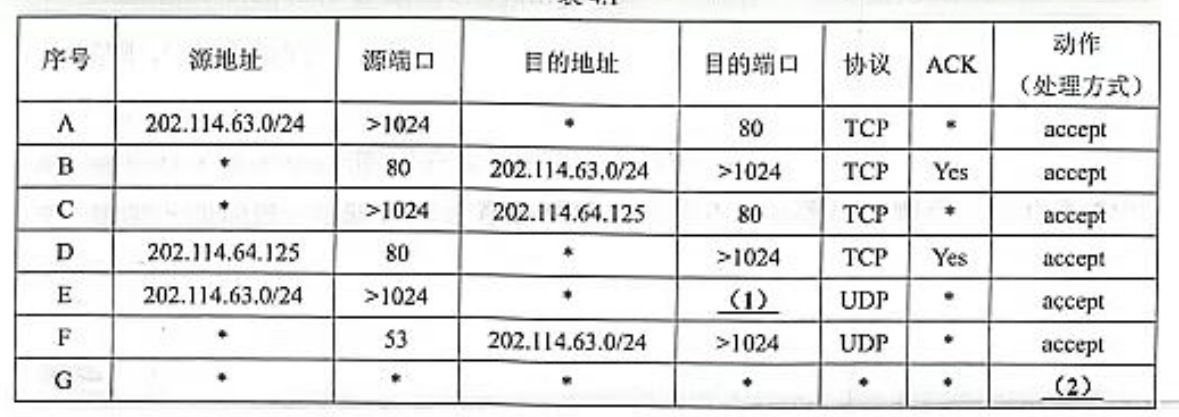 表4.1
序号 源地址 源端口 目的地址 目的端口 协议 ACK 动作（处理方式）
A 202.114.63.0/24 >1024 * 80 TCP * accept
B * 80 202.114.63.0/24 >1024 TCP Yes accept
C * >1024 202.114.64.125 80 TCP * accept
D 202.114.64.125 80 * >1024 TCP Yes accept
E 202.114.63.0/24 >1024 * （1） UDP * accept
F * 53 202.114.63.0/24 >1024 UDP * accept
G * * * * * * （2）